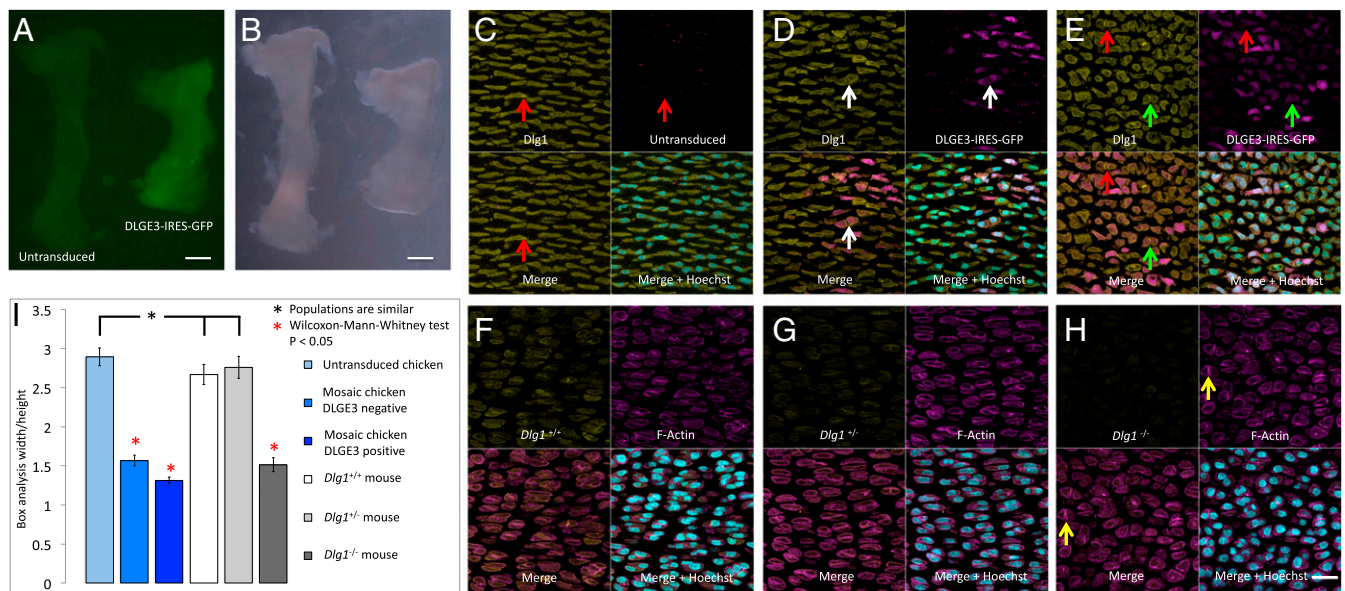 A
Untransduced
DLGE3-IRES-GFP
B
C
Dlg1
Untransduced
Merge
Merge + Hoechst
D
Dlg1
DLGE3-IRES-GFP
Merge
Merge + Hoechst
E
Dlg1
DLGE3-IRES-GFP
Merge
Merge + Hoechst
F
Dlg1 +/+
F-Actin
Merge
Merge + Hoechst
G
Dlg1 +/-
F-Actin
Merge
Merge + Hoechst
H
Dlg1 -/-
F-Actin
Merge
Merge + Hoechst
I
Box analysis width/height
3.5
3
2.5
2
1.5
1
0.5
0
*
*
*
*
* Populations are similar
* Wilcoxon-Mann-Whitney test
P < 0.05
Untransduced chicken
Mosaic chicken
DLGE3 negative
Mosaic chicken
DLGE3 positive
Dlg1+/+ mouse
Dlg1+/- mouse
Dlg1-/- mouse